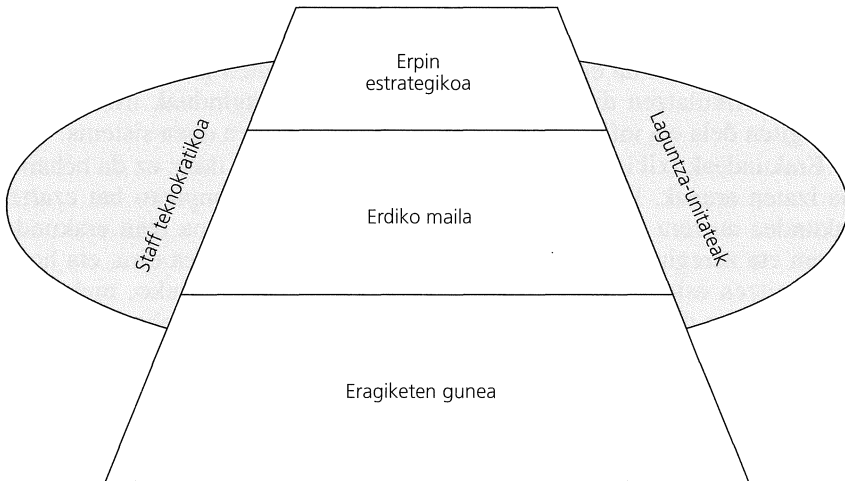 Erpin
estrategikoa
Staff teknokratikoa
Erdiko maila
Laguntza-unitateak
Eragiketen gunea